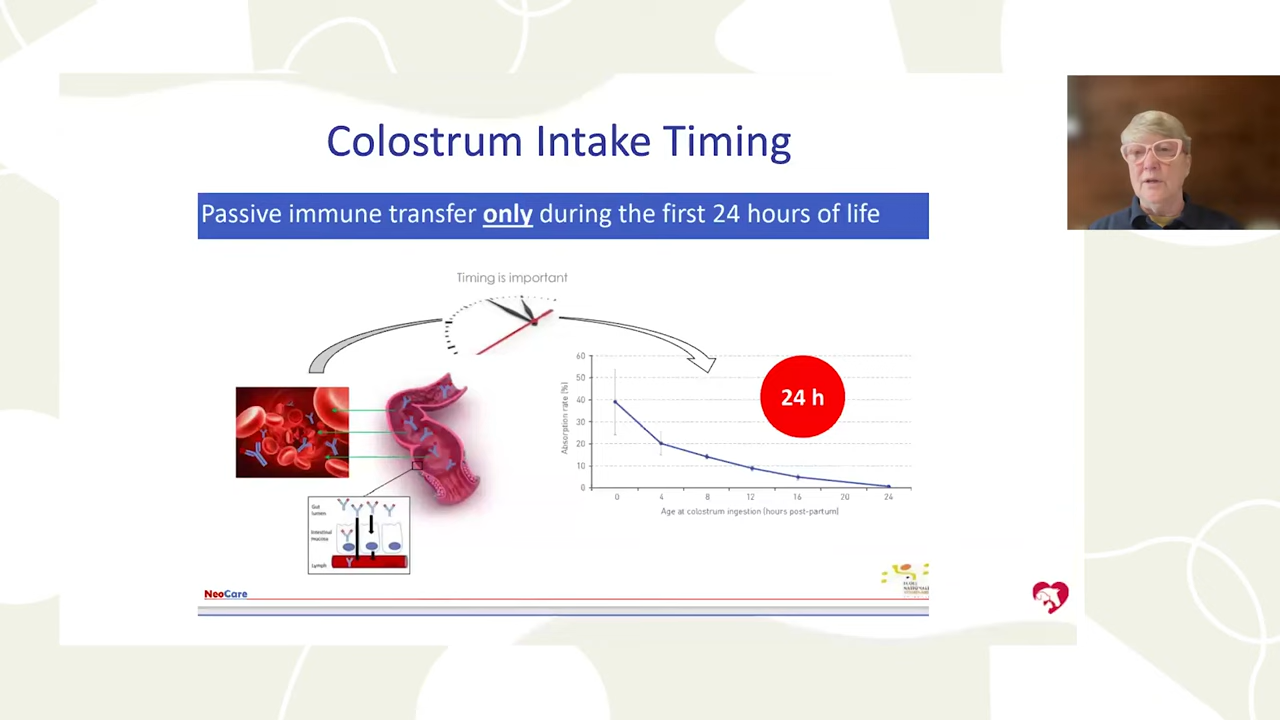 Colostrum Intake Timing
Passive immune transfer only during the first 24 hours of life
Timing is important
60
50
40
30
20
10
0
Absorption rate (%)
24 h
0 4 8 12 16 20 24
Age at colostrum ingestion (hours post-partum)
Gut
lumen
Intestinal
mucosa
Lymph
NeoCare